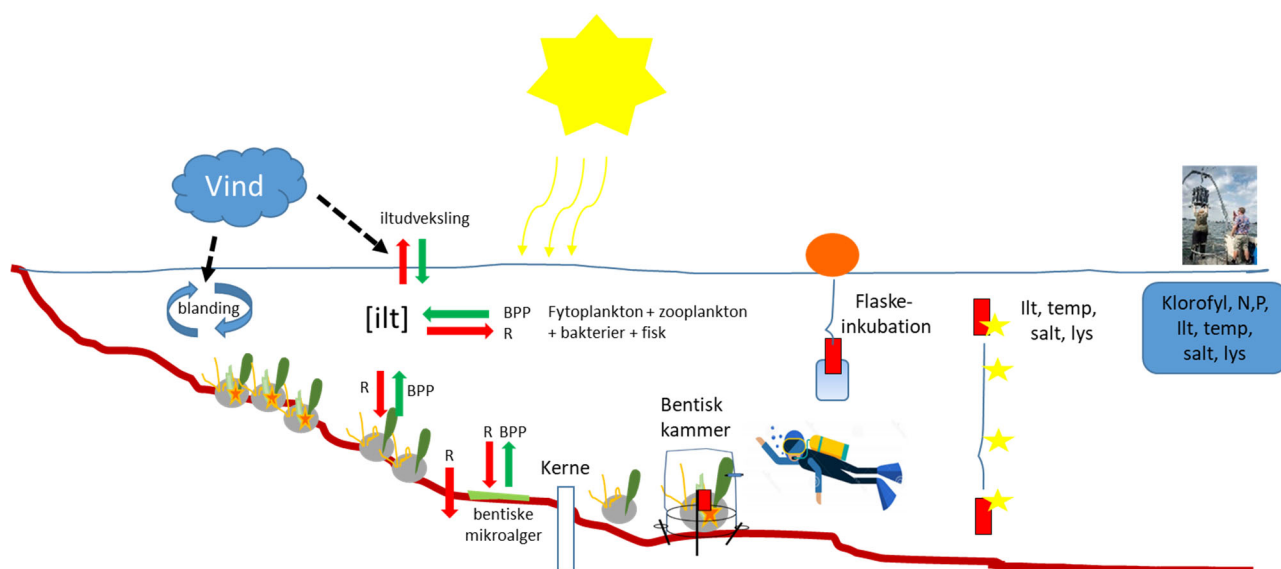 Vind
iltudveksling
blanding
[ilt]
BPP
R
Fytoplankton + zooplankton
+ bakterier + fisk
Flaske-
inkubation
Ilt, temp,
salt, lys
Klorofyl, N,P,
Ilt, temp,
salt, lys
R
BPP
R
R BPP
Kerne
bentiske
mikroalger
Bentisk
kammer